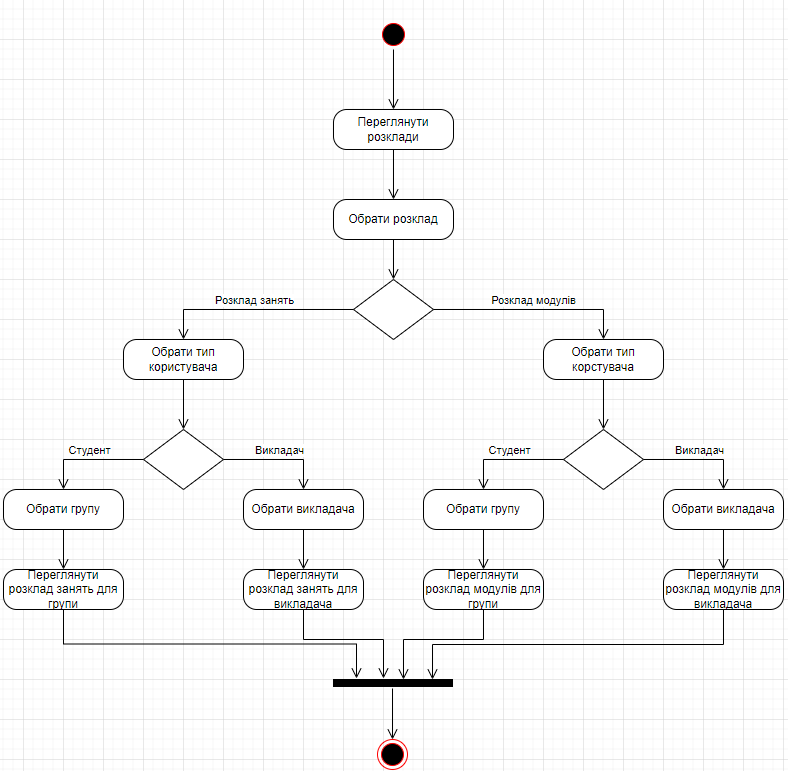 Переглянути
розклади
Обрати розклад
Розклад занять
Розклад модулів
Обрати тип
користувача
Обрати тип
корстувача
Студент
Викладач
Студент
Викладач
Обрати групу
Обрати викладача
Обрати групу
Обрати викладача
Переглянути
розклад занять для
групи
Переглянути
розклад занять для
викладача
Переглянути
розклад модулів для
групи
Переглянути
розклад модулів для
викладача